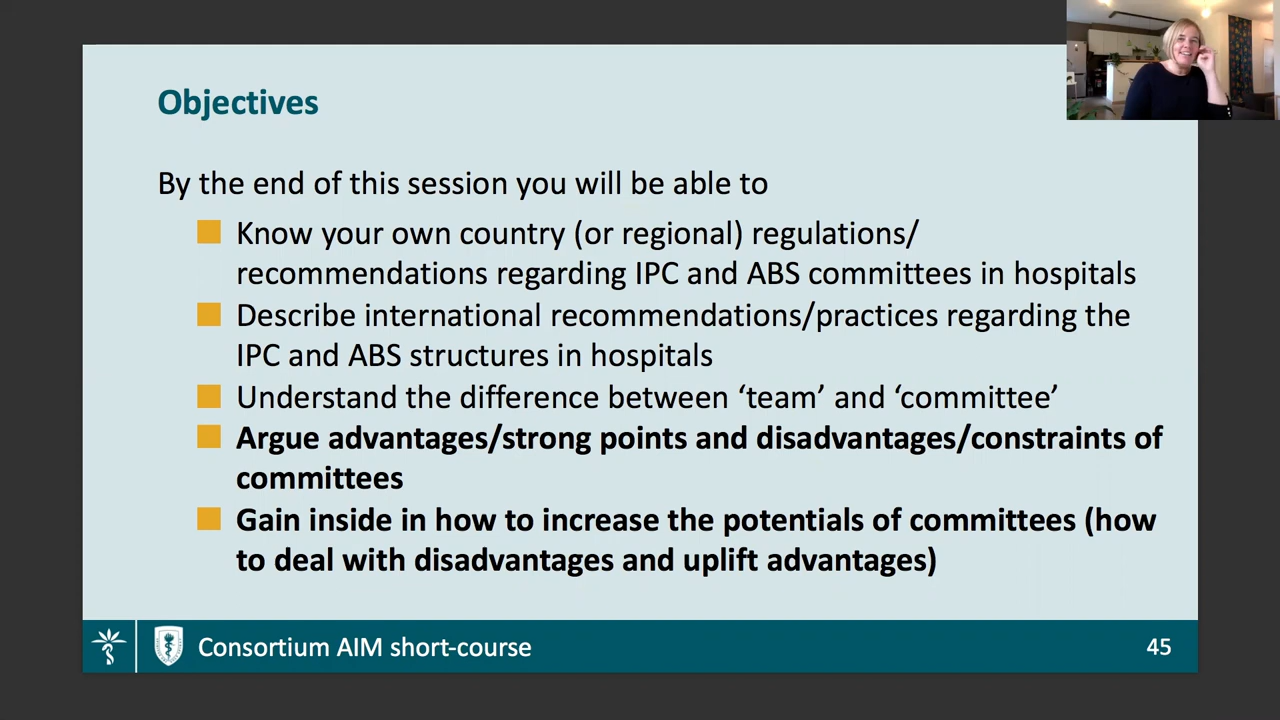 Objectives
By the end of this session you will be able to
Know your own country (or regional) regulations/
recommendations regarding IPC and ABS committees in hospitals
Describe international recommendations/practices regarding the
IPC and ABS structures in hospitals
Understand the difference between ‘team’ and ‘committee’
Argue advantages/strong points and disadvantages/constraints of
committees
Gain inside in how to increase the potentials of committees (how
to deal with disadvantages and uplift advantages)
Consortium AIM short-course
45